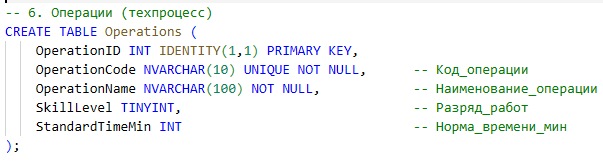 -- 6. Операции (техпроцесс)
CREATE TABLE Operations (
    OperationID INT IDENTITY(1,1) PRIMARY KEY,
    OperationCode NVARCHAR(10) UNIQUE NOT NULL,      -- Код_операции
    OperationName NVARCHAR(100) NOT NULL,            -- Наименование_операции
    SkillLevel TINYINT,                              -- Разряд_работ
    StandardTimeMin INT                              -- Норма_времени_мин
);